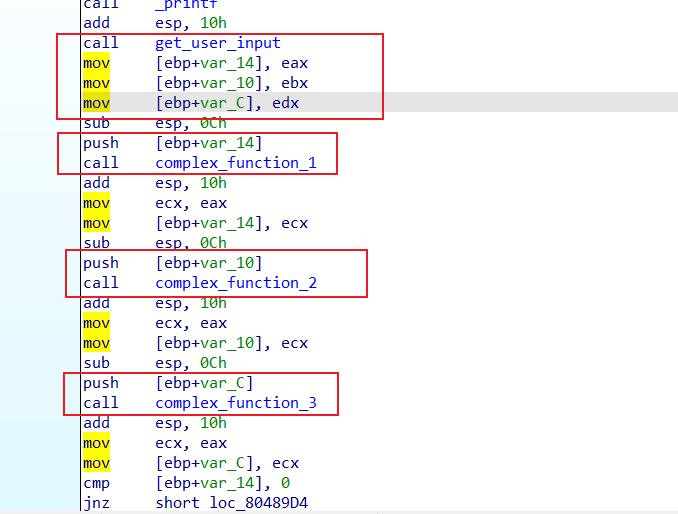 call    _printf
add     esp, 10h
call    get_user_input
mov     [ebp+var_14], eax
mov     [ebp+var_10], ebx
mov     [ebp+var_C], edx
sub     esp, 0Ch
push    [ebp+var_14]
call    complex_function_1
add     esp, 10h
mov     ecx, eax
mov     [ebp+var_14], ecx
sub     esp, 0Ch
push    [ebp+var_10]
call    complex_function_2
add     esp, 10h
mov     ecx, eax
mov     [ebp+var_10], ecx
sub     esp, 0Ch
push    [ebp+var_C]
call    complex_function_3
add     esp, 10h
mov     ecx, eax
mov     [ebp+var_C], ecx
cmp     [ebp+var_14], 0
jnz     short loc_80489D4